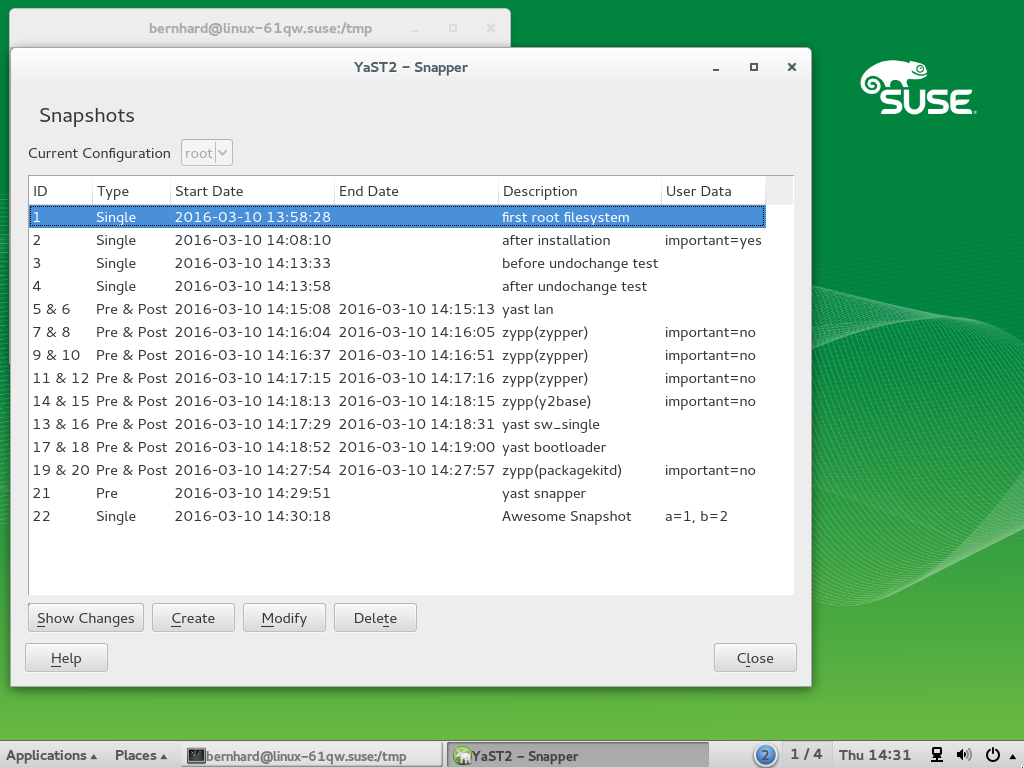 bernhard@linux-61qw.suse:/tmp
YaST2 - Snapper
SUSE
Snapshots
Current Configuration root
ID Type Start Date End Date Description User Data
1 Single 2016-03-10 13:58:28 first root filesystem
2 Single 2016-03-10 14:08:10 after installation important=yes
3 Single 2016-03-10 14:13:33 before undochange test
4 Single 2016-03-10 14:13:58 after undochange test
5 & 6 Pre & Post 2016-03-10 14:15:08 2016-03-10 14:15:13 yast lan
7 & 8 Pre & Post 2016-03-10 14:16:04 2016-03-10 14:16:05 zypp(zypper) important=no
9 & 10 Pre & Post 2016-03-10 14:16:37 2016-03-10 14:16:51 zypp(zypper) important=no
11 & 12 Pre & Post 2016-03-10 14:17:15 2016-03-10 14:17:16 zypp(zypper) important=no
14 & 15 Pre & Post 2016-03-10 14:18:13 2016-03-10 14:18:15 zypp(y2base) important=no
13 & 16 Pre & Post 2016-03-10 14:17:29 2016-03-10 14:18:31 yast sw_single
17 & 18 Pre & Post 2016-03-10 14:18:52 2016-03-10 14:19:00 yast bootloader
19 & 20 Pre & Post 2016-03-10 14:27:54 2016-03-10 14:27:57 zypp(packagekitd) important=no
21 Pre 2016-03-10 14:29:51 yast snapper
22 Single 2016-03-10 14:30:18 Awesome Snapshot a=1, b=2
Show Changes Create Modify Delete
Help Close
Applications Places bernhard@linux-61qw.suse:/tmp YaST2 - Snapper 2 1 / 4 Thu 14:31